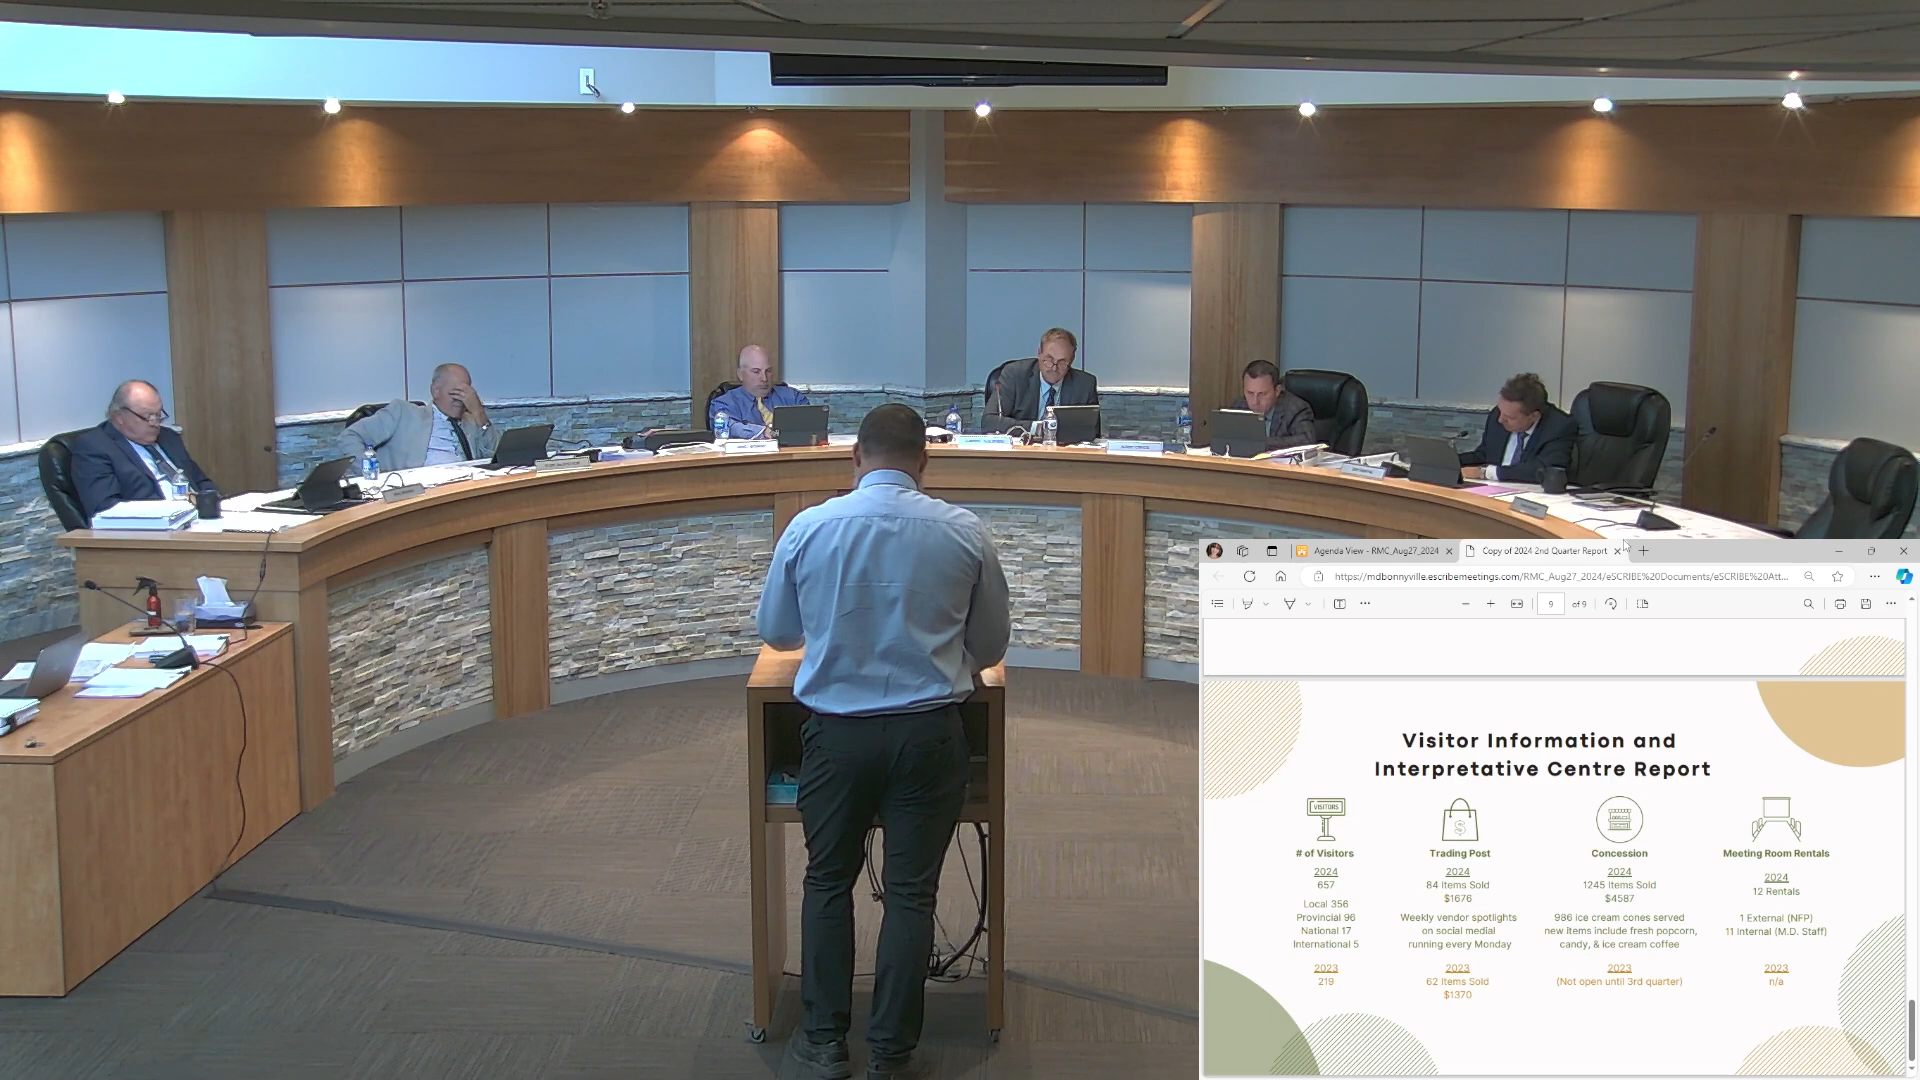 Agenda View - RMC_Aug27_2024
Copy of 2024 2nd Quarter Report
https://mdbonnyville.escribemeetings.com/RMC_Aug27_2024/eSCRIBE%20Documents/eSCRIBE%20Att...
9 of 9
Visitor Information and
Interpretative Centre Report
VISITORS
# of Visitors
2024
657
Local 356
Provincial 96
National 17
International 5
2023
219
Trading Post
2024
84 Items Sold
$1676
Weekly vendor spotlights
on social medial
running every Monday
2023
62 Items Sold
$1370
Concession
2024
1245 Items Sold
$4587
986 ice cream cones served
new items include fresh popcorn,
candy, & ice cream coffee
2023
(Not open until 3rd quarter)
Meeting Room Rentals
2024
12 Rentals
1 External (NFP)
11 Internal (M.D. Staff)
2023
n/a